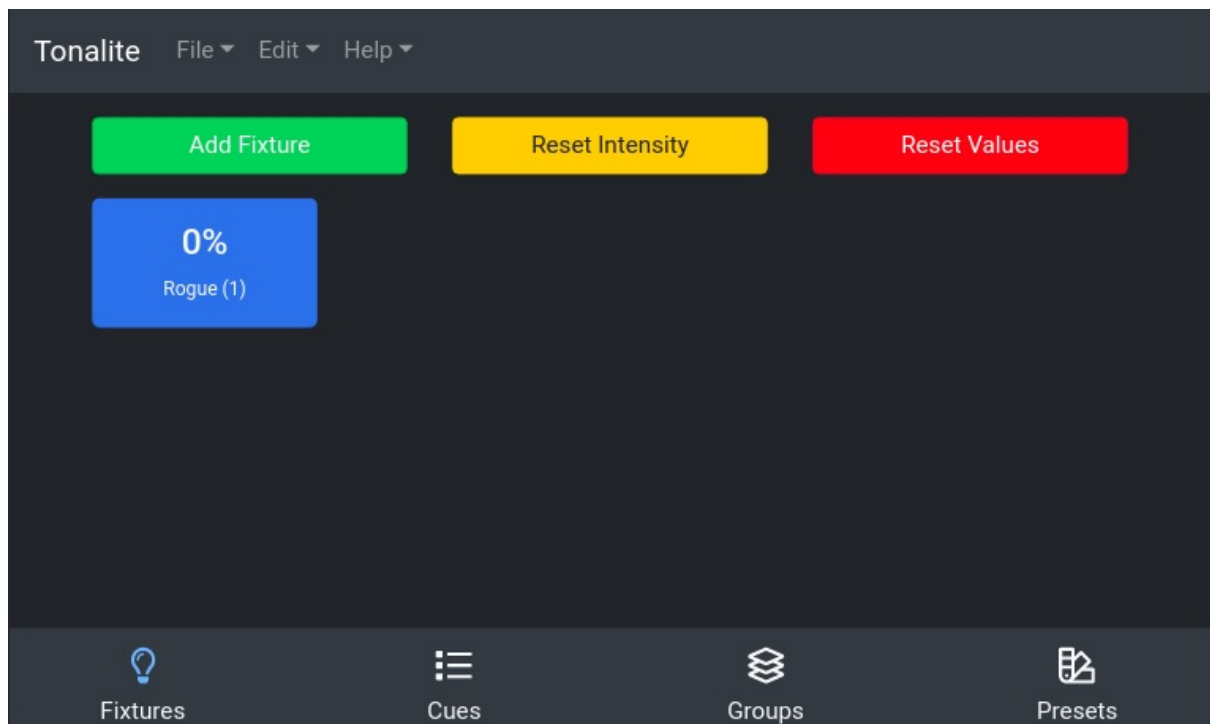 Tonalite File Edit Help
Add Fixture Reset Intensity Reset Values
0%
Rogue (1)
Fixtures Cues Groups Presets